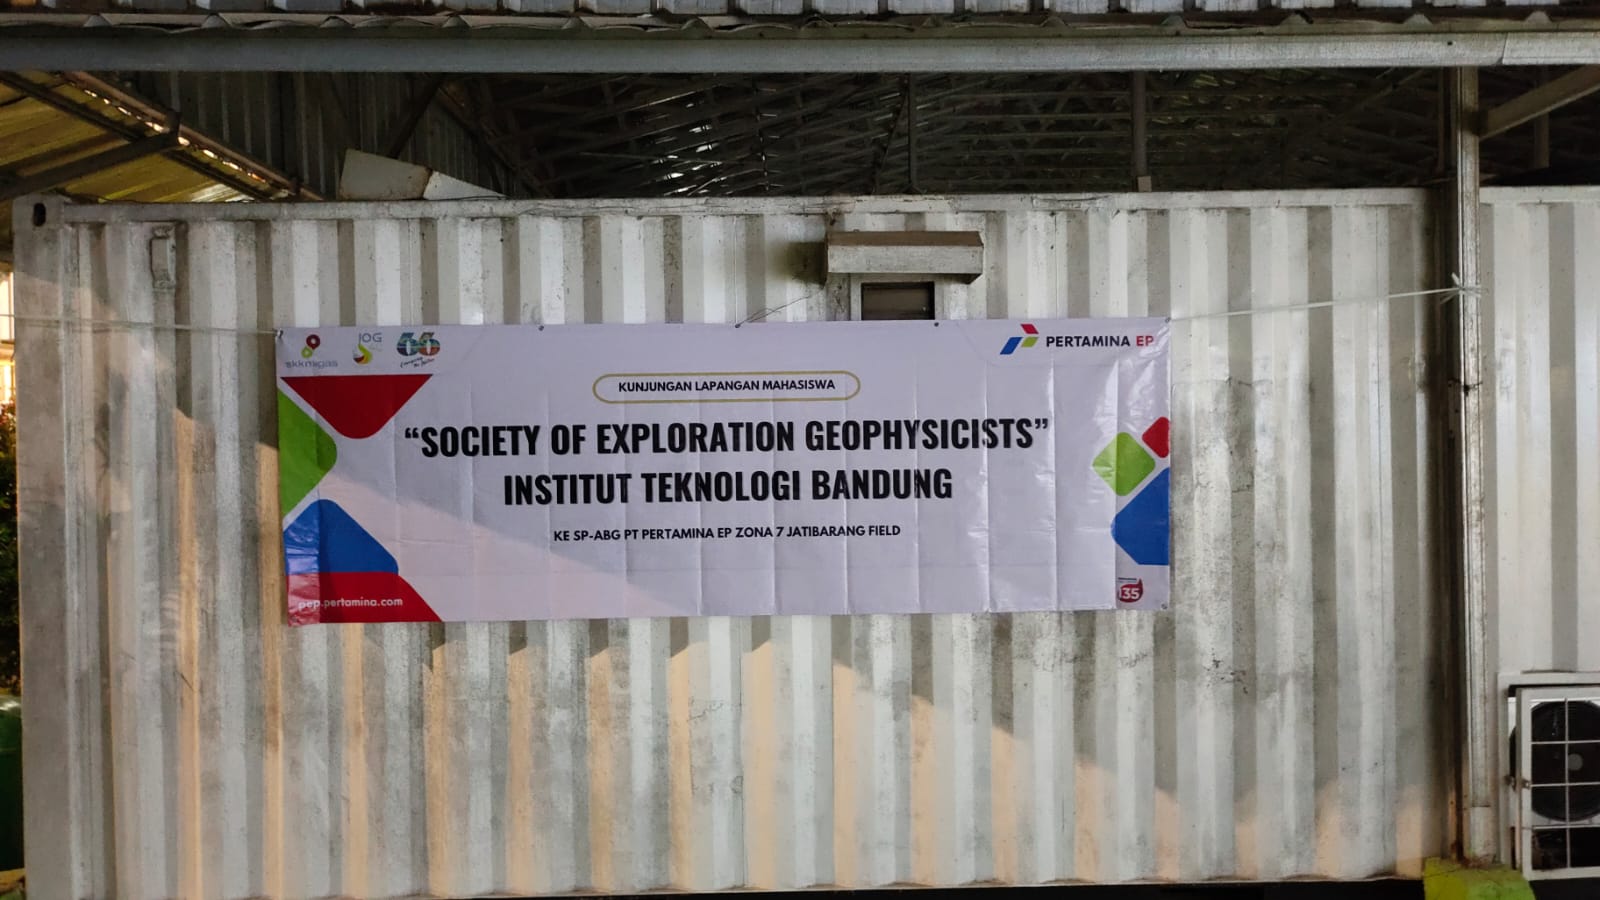 skkmigas
IOG
66
PERTAMINA EP
KUNJUNGAN LAPANGAN MAHASISWA
“SOCIETY OF EXPLORATION GEOPHYSICISTS”
INSTITUT TEKNOLOGI BANDUNG
KE SP-ABG PT PERTAMINA EP ZONA 7 JATIBARANG FIELD
pep.pertamina.com
135